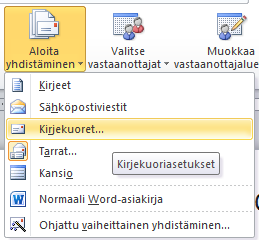 Aloita
yhdistäminen
Valitse
vastaanottajat
Muokkaa
vastaanottajalue
Kirjeet
Sähköpostiviestit
Kirjekuoret...
Tarrat...
Kirjekuoriasetukset
Kansio
Normaali Word-asiakirja
Ohjattu vaiheittainen yhdistäminen...